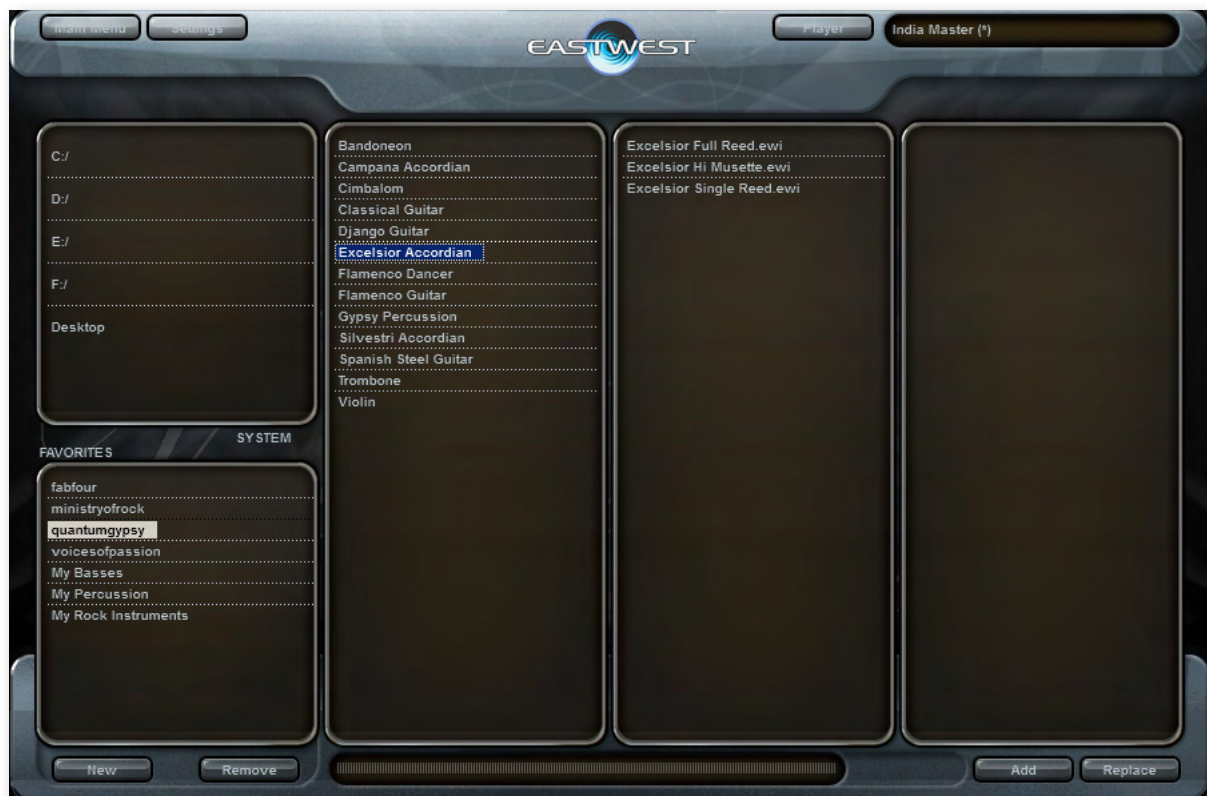 Main Menu
Settings
EASTWEST
Player
India Master (*)
C:/
D:/
E:/
F:/
Desktop
SYSTEM
FAVORITES
fabfour
ministryofrock
quantumgypsy
voicesofpassion
My Basses
My Percussion
My Rock Instruments
New
Remove
Bandoneon
Campana Accordian
Cimbalom
Classical Guitar
Django Guitar
Excelsior Accordian
Flamenco Dancer
Flamenco Guitar
Gypsy Percussion
Silvestri Accordian
Spanish Steel Guitar
Trombone
Violin
Excelsior Full Reed.ewi
Excelsior Hi Musette.ewi
Excelsior Single Reed.ewi
Add
Replace